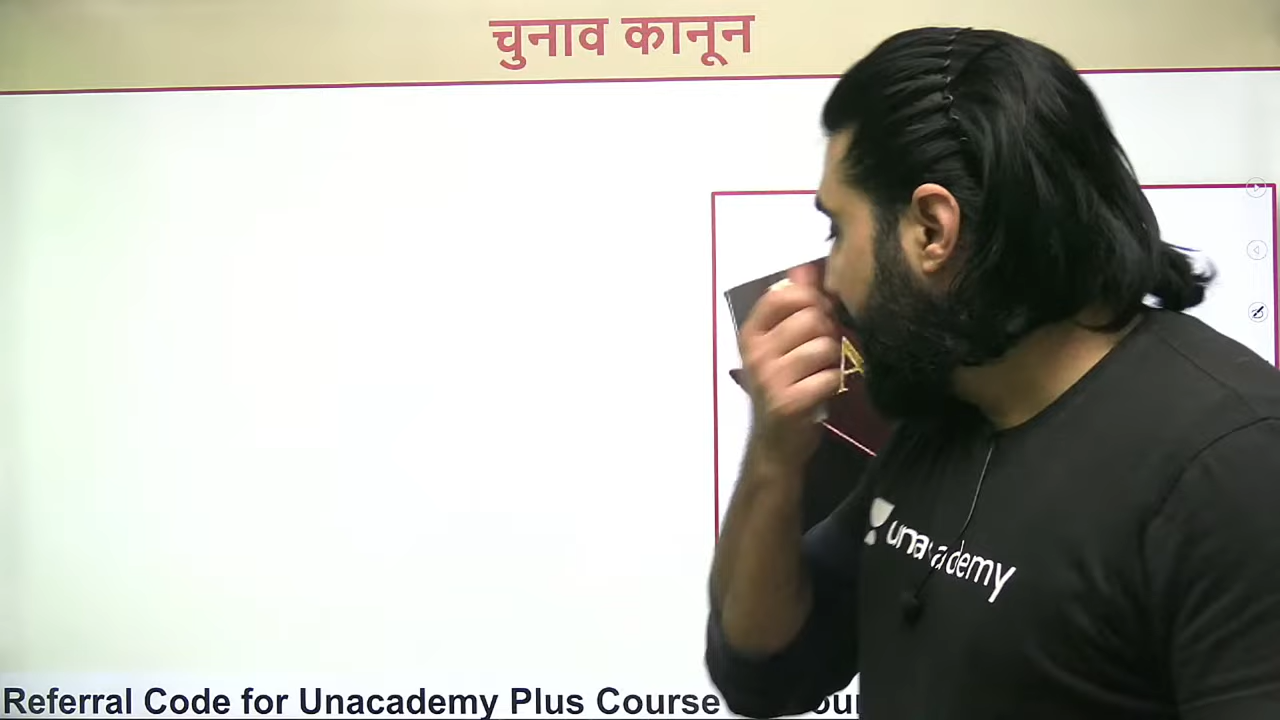 चुनाव कानून
A
unacademy
Referral Code for Unacademy Plus Course